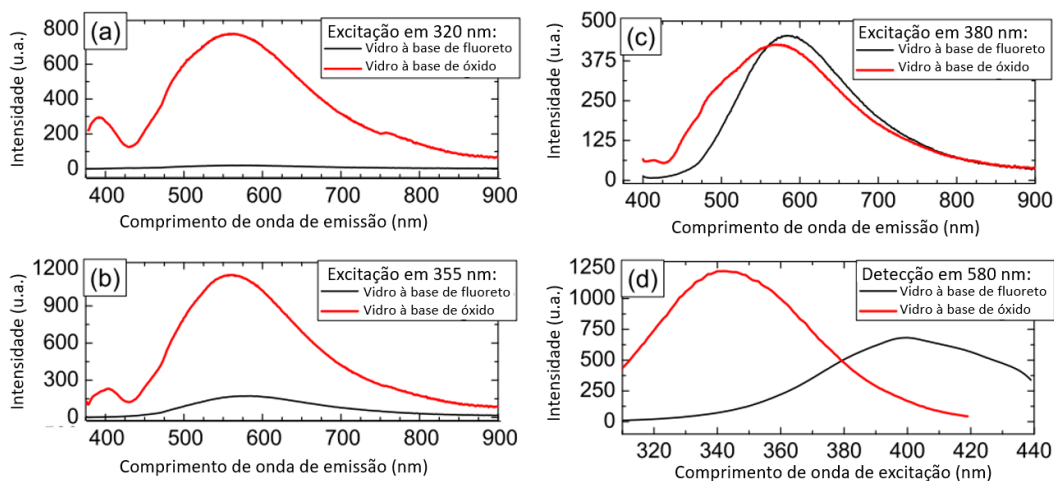 (a)
Excitação em 320 nm:
Vidro à base de fluoreto
Vidro à base de óxido
Intensidade (u.a.)
800
600
400
200
0
400 500 600 700 800 900
Comprimento de onda de emissão (nm)
(b)
Excitação em 355 nm:
Vidro à base de fluoreto
Vidro à base de óxido
Intensidade (u.a.)
1200
900
600
300
0
400 500 600 700 800 900
Comprimento de onda de emissão (nm)
(c)
Excitação em 380 nm:
Vidro à base de fluoreto
Vidro à base de óxido
Intensidade (u.a.)
500
375
250
125
0
400 500 600 700 800 900
Comprimento de onda de emissão (nm)
(d)
Detecção em 580 nm:
Vidro à base de fluoreto
Vidro à base de óxido
Intensidade (u.a.)
1250
1000
750
500
250
0
320 340 360 380 400 420 440
Comprimento de onda de excitação (nm)